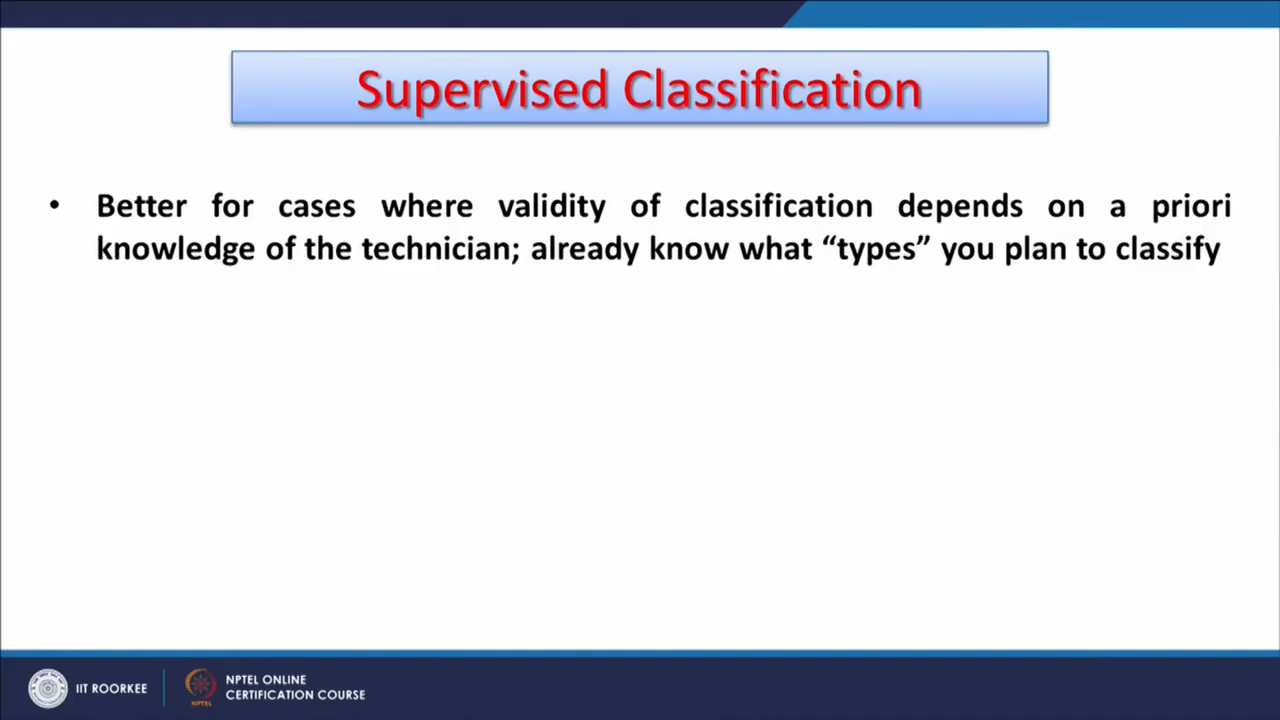 Supervised Classification
• Better for cases where validity of classification depends on a priori
knowledge of the technician; already know what “types” you plan to classify
IIT ROORKEE
NPTEL
NPTEL ONLINE
CERTIFICATION COURSE